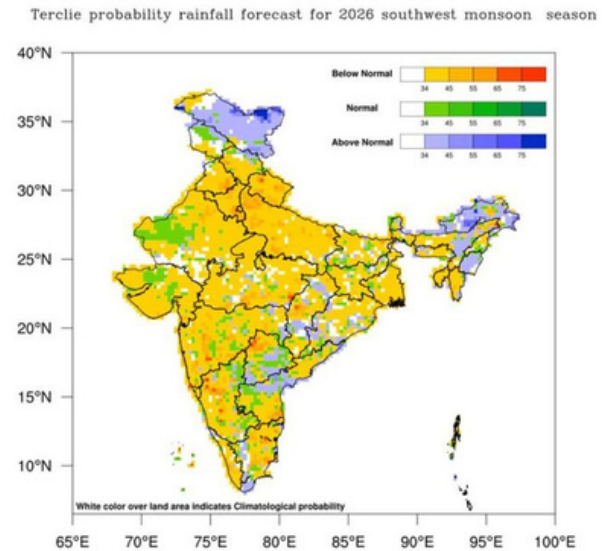 Terclie probability rainfall forecast for 2026 southwest monsoon season
40°N
35°N
30°N
25°N
20°N
15°N
10°N
Below Normal
34 45 55 65 75
Normal
34 45 55 65 75
Above Normal
34 45 55 65 75
White color over land area indicates Climatological probability
65°E 70°E 75°E 80°E 85°E 90°E 95°E 100°E